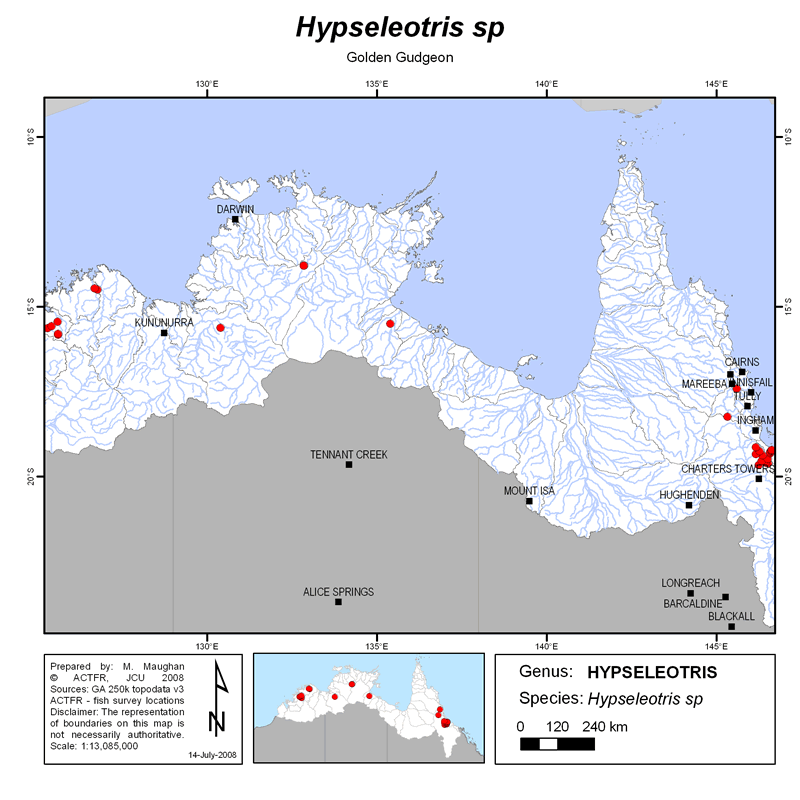 Hypseleotris sp
Golden Gudgeon
130°E 135°E 140°E 145°E
10°S 10°S
DARWIN
15°S 15°S
KUNUNURRA
CAIRNS
MAREEBA
TULLY
INGHAM
TENNANT CREEK
CHARTERS TOWERS
20°S 20°S
MOUNT ISA
HUGHENDEN
ALICE SPRINGS
LONGREACH
BARCALDINE
BLACKALL
130°E 135°E 140°E 145°E
Prepared by: M. Maughan
© ACTFR, JCU 2008
Sources: GA 250k topodata v3
ACTFR - fish survey locations
Disclaimer: The representation
of boundaries on this map is
not necessarily authoritative.
Scale: 1:13,085,000
N
14-July-2008
Genus: HYPSELEOTRIS
Species: Hypseleotris sp
0 120 240 km